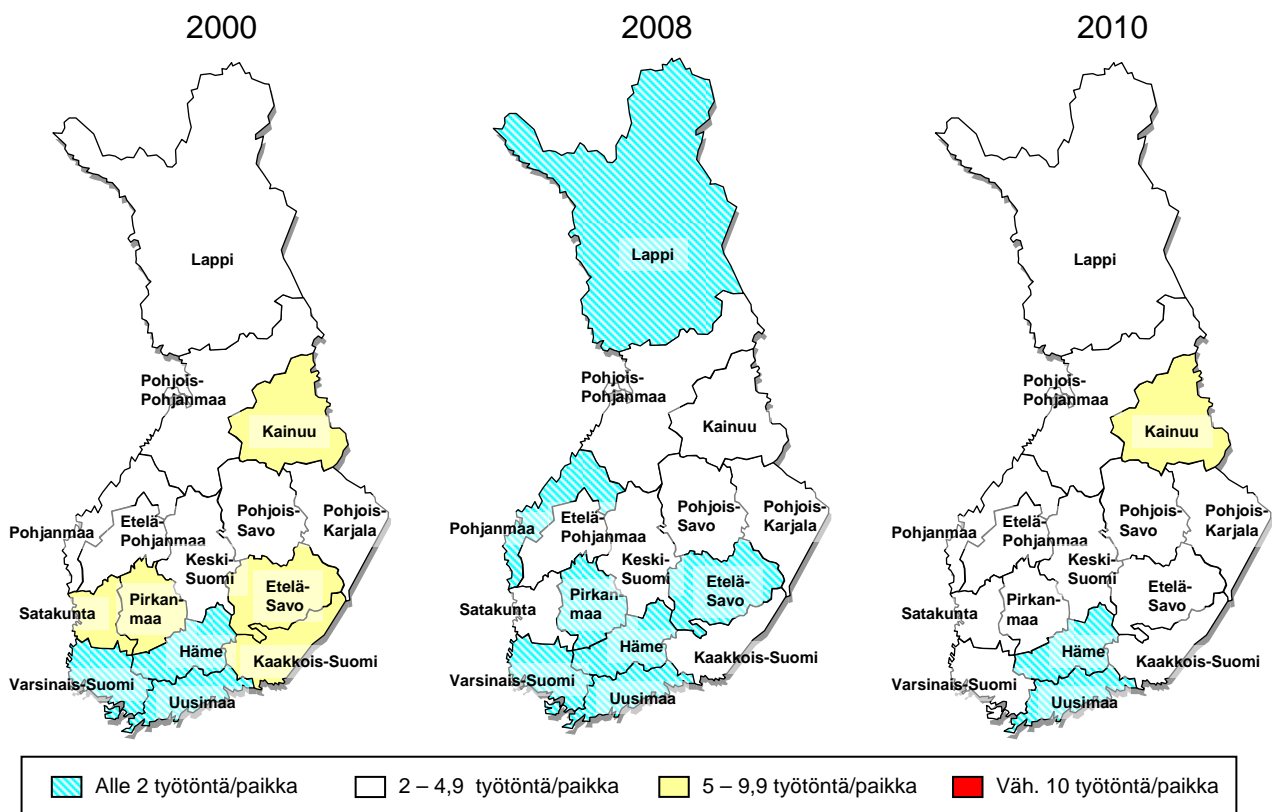 2000
2008
2010
Lappi
Pohjois-
Pohjanmaa
Kainuu
Pohjanmaa
Etelä-
Pohjanmaa
Keski-
Suomi
Pohjois-
Savo
Pohjois-
Karjala
Satakunta
Pirkan-
maa
Etelä-
Savo
Häme
Kaakkois-Suomi
Varsinais-Suomi
Uusimaa
Lappi
Pohjois-
Pohjanmaa
Kainuu
Pohjanmaa
Etelä-
Pohjanmaa
Keski-
Suomi
Pohjois-
Savo
Pohjois-
Karjala
Satakunta
Pirkan-
maa
Etelä-
Savo
Häme
Kaakkois-Suomi
Varsinais-Suomi
Uusimaa
Lappi
Pohjois-
Pohjanmaa
Kainuu
Pohjanmaa
Etelä-
Pohjanmaa
Keski-
Suomi
Pohjois-
Savo
Pohjois-
Karjala
Satakunta
Pirkan-
maa
Etelä-
Savo
Häme
Kaakkois-Suomi
Varsinais-Suomi
Uusimaa
Alle 2 työtöntä/paikka
2 – 4,9 työtöntä/paikka
5 – 9,9 työtöntä/paikka
Väh. 10 työtöntä/paikka